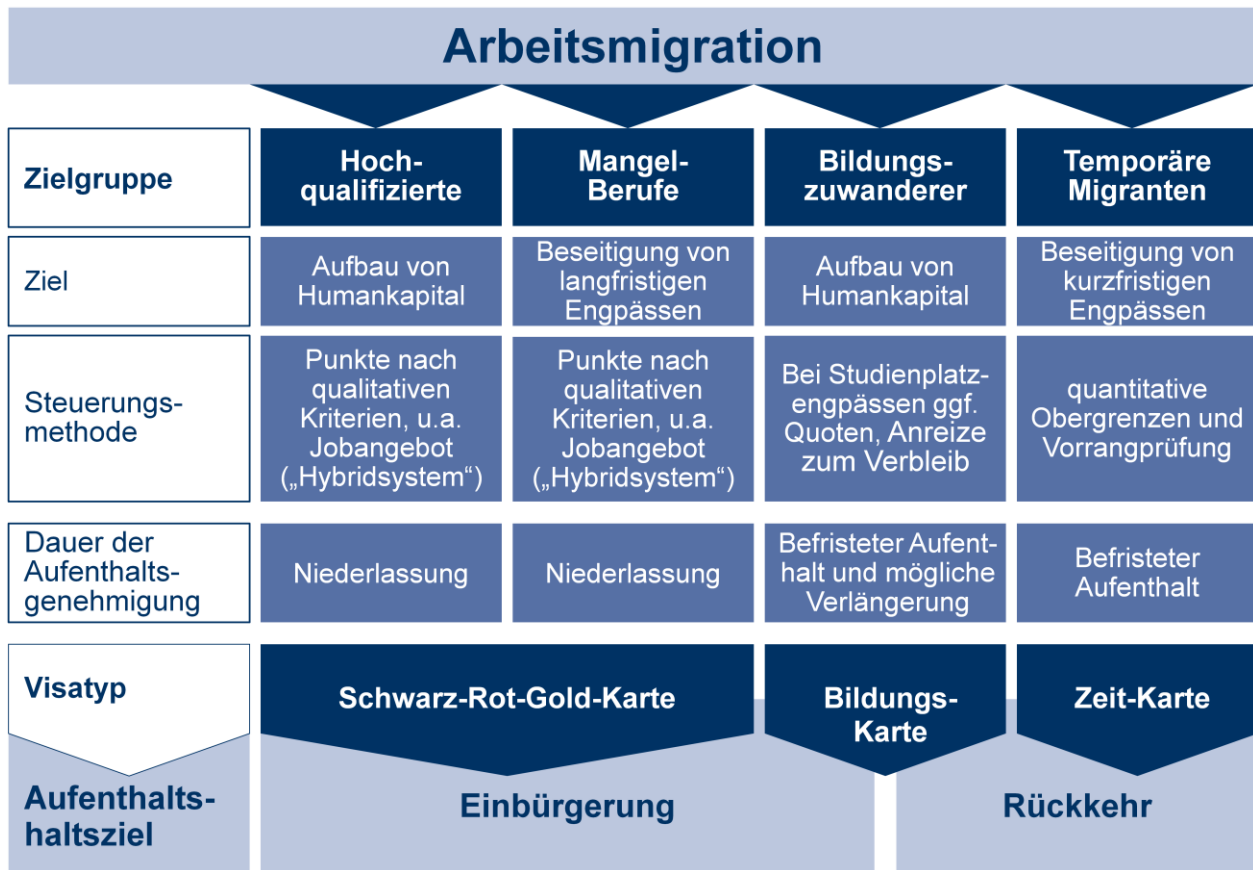 Arbeitsmigration
Zielgruppe
Hoch-
qualifizierte
Mangel-
Berufe
Bildungs-
zuwanderer
Temporäre
Migranten
Ziel
Aufbau von
Humankapital
Beseitigung von
langfristigen
Engpässen
Aufbau von
Humankapital
Beseitigung von
kurzfristigen
Engpässen
Steuerungs-
methode
Punkte nach
qualitativen
Kriterien, u.a.
Jobangebot
(„Hybridsystem“)
Punkte nach
qualitativen
Kriterien, u.a.
Jobangebot
(„Hybridsystem“)
Bei Studienplatz-
engpässen ggf.
Quoten, Anreize
zum Verbleib
quantitative
Obergrenzen und
Vorrangprüfung
Dauer der
Aufenthalts-
genehmigung
Niederlassung
Niederlassung
Befristeter Aufent-
halt und mögliche
Verlängerung
Befristeter
Aufenthalt
Visatyp
Schwarz-Rot-Gold-Karte
Bildungs-
Karte
Zeit-Karte
Aufenthalts-
haltsziel
Einbürgerung
Rückkehr